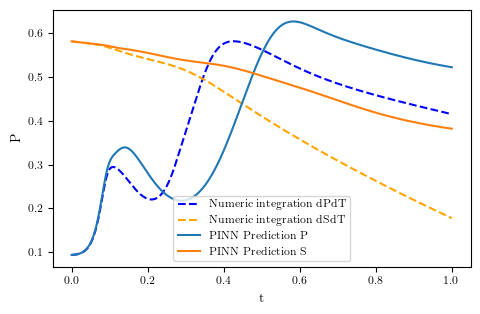 0.6
0.5
0.4
0.3
0.2
0.1
P
Numeric integration dPdT
Numeric integration dSdT
PINN Prediction P
PINN Prediction S
0.0 0.2 0.4 0.6 0.8 1.0
t